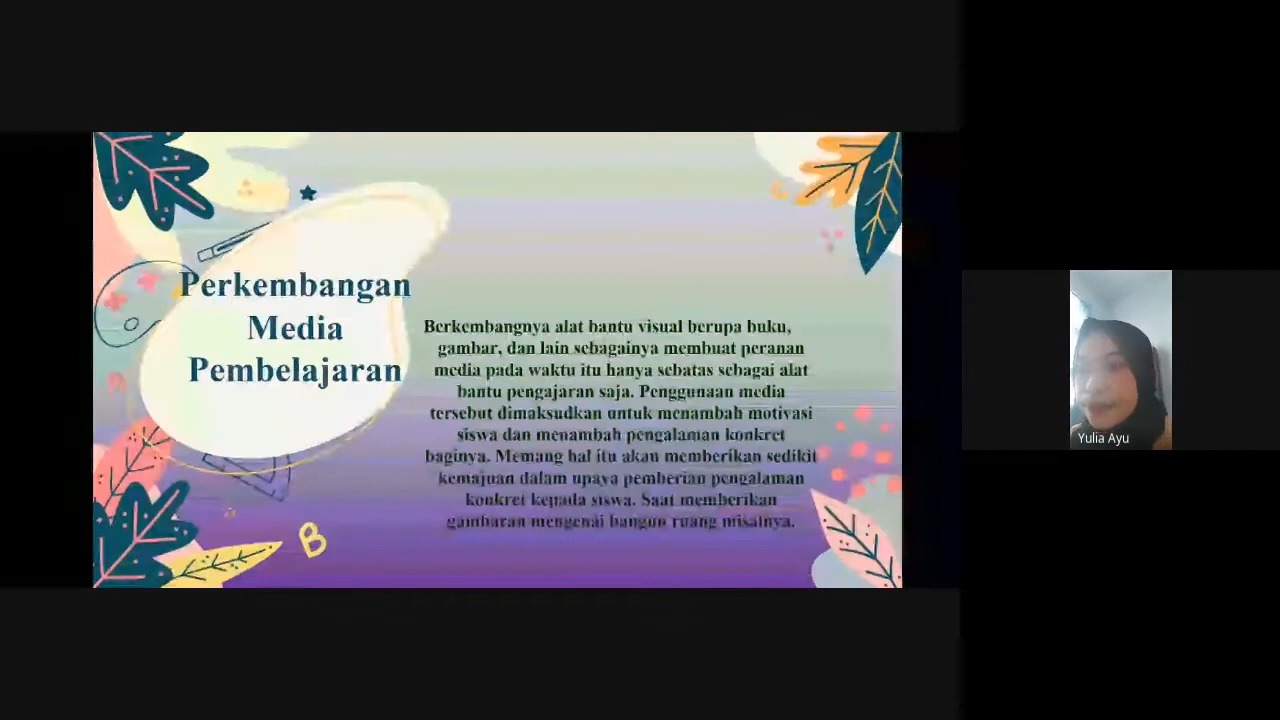 Perkembangan
Media
Pembelajaran
Berkembangnya alat bantu visual berupa buku,
gambar, dan lain sebagainya membuat peranan
media pada waktu itu hanya sebatas sebagai alat
bantu pengajaran saja. Penggunaan media
tersebut dimaksudkan untuk menambah motivasi
siswa dan menambah pengalaman konkret
baginya. Memang hal itu akan memberikan sedikit
kemajuan dalam upaya pemberian pengalaman
konkret kepada siswa. Saat memberikan
gambaran mengenai bangun ruang misalnya.
B
Yulia Ayu